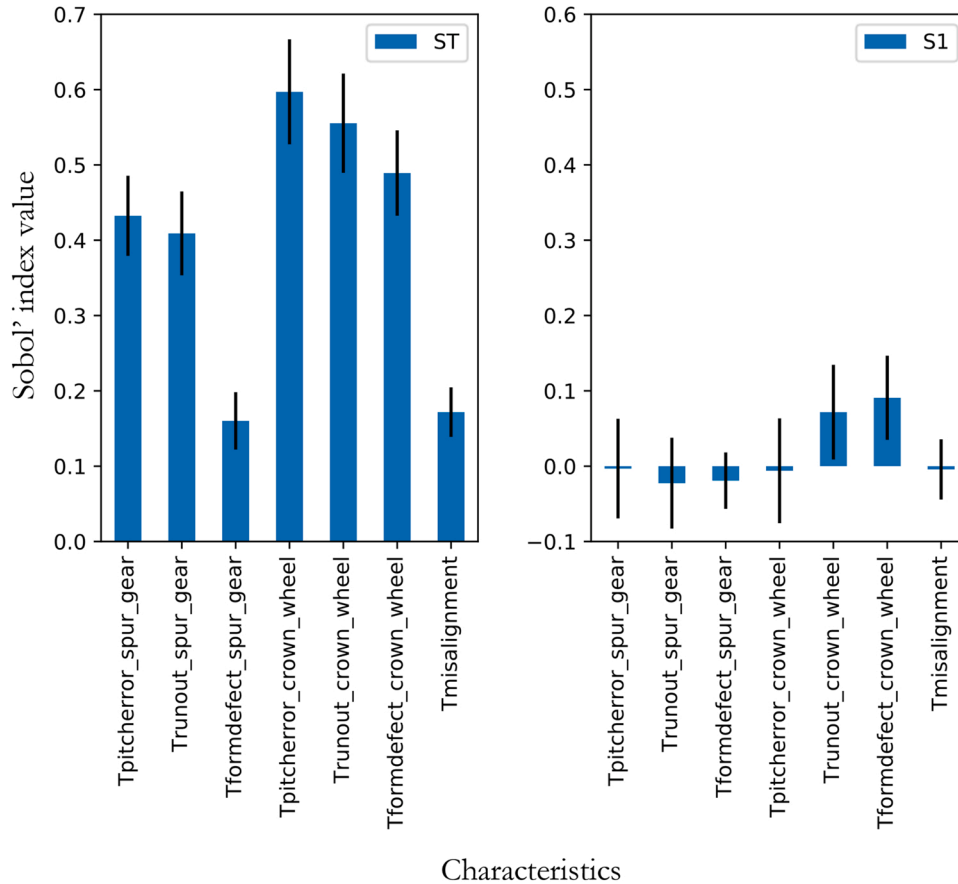 Sobol’ index value
0.7
0.6
0.5
0.4
0.3
0.2
0.1
0.0
ST
Tpitcherror_spur_gear
Trunout_spur_gear
Tformdefect_spur_gear
Tpitcherror_crown_wheel
Trunout_crown_wheel
Tformdefect_crown_wheel
Tmisalignment
0.6
0.5
0.4
0.3
0.2
0.1
0.0
−0.1
S1
Tpitcherror_spur_gear
Trunout_spur_gear
Tformdefect_spur_gear
Tpitcherror_crown_wheel
Trunout_crown_wheel
Tformdefect_crown_wheel
Tmisalignment
Characteristics